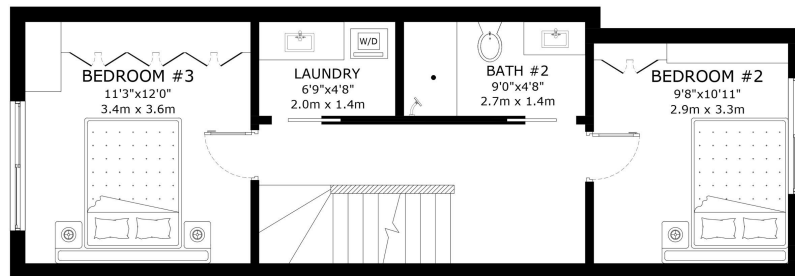 BEDROOM #3
11'3"x12'0"
3.4m x 3.6m
LAUNDRY
6'9"x4'8"
2.0m x 1.4m
W/D
BATH #2
9'0"x4'8"
2.7m x 1.4m
BEDROOM #2
9'8"x10'11"
2.9m x 3.3m